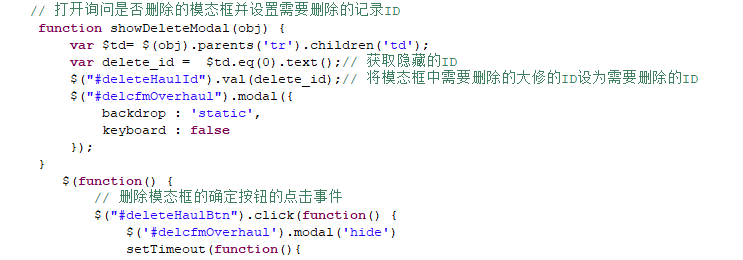 // 打开询问是否删除的模态框并设置需要删除的记录ID
function showDeleteModal(obj) {
var $td= $(obj).parents('tr').children('td');
var delete_id =  $td.eq(0).text();// 获取隐藏的ID
$("#deleteHaulId").val(delete_id);// 将模态框中需要删除的大修的ID设为需要删除的ID
$("#delcfmOverhaul").modal({
backdrop : 'static',
keyboard : false
});
}
$(function() {
// 删除模态框的确定按钮的点击事件
$("#deleteHaulBtn").click(function() {
$('#delcfmOverhaul').modal('hide')
setTimeout(function(){